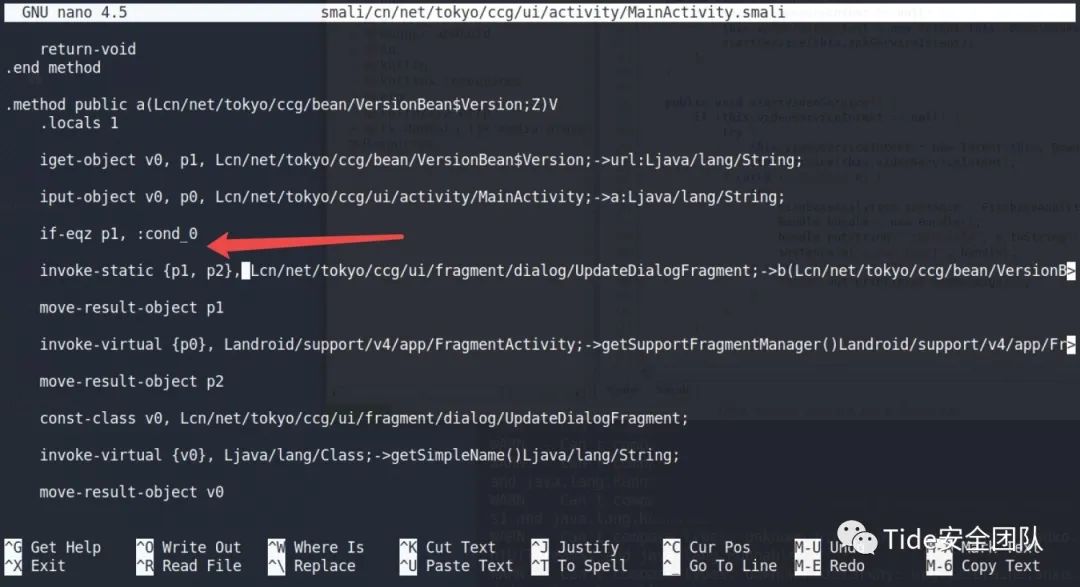 GNU nano 4.5 smali/cn/net/tokyo/ccg/ui/activity/MainActivity.smali
return-void
.end method
.method public a(Lcn/net/tokyo/ccg/bean/VersionBean$Version;Z)V
.locals 1
iget-object v0, p1, Lcn/net/tokyo/ccg/bean/VersionBean$Version;->url:Ljava/lang/String;
iput-object v0, p0, Lcn/net/tokyo/ccg/ui/activity/MainActivity;->a:Ljava/lang/String;
if-eqz p1, :cond_0
invoke-static {p1, p2}, Lcn/net/tokyo/ccg/ui/fragment/dialog/UpdateDialogFragment;->b(Lcn/net/tokyo/ccg/bean/VersionB>
move-result-object p1
invoke-virtual {p0}, Landroid/support/v4/app/FragmentActivity;->getSupportFragmentManager()Landroid/support/v4/app/Fr>
move-result-object p2
const-class v0, Lcn/net/tokyo/ccg/ui/fragment/dialog/UpdateDialogFragment;
invoke-virtual {v0}, Ljava/lang/Class;->getSimpleName()Ljava/lang/String;
move-result-object v0
^G Get Help ^O Write Out ^W Where Is ^K Cut Text ^J Justify ^C Cur Pos M-U Undo Mark Text
^X Exit ^R Read File ^\ Replace ^U Paste Text ^T To Spell ^_ Go To Line M-E Redo M-6 Copy Text
Tide安全团队